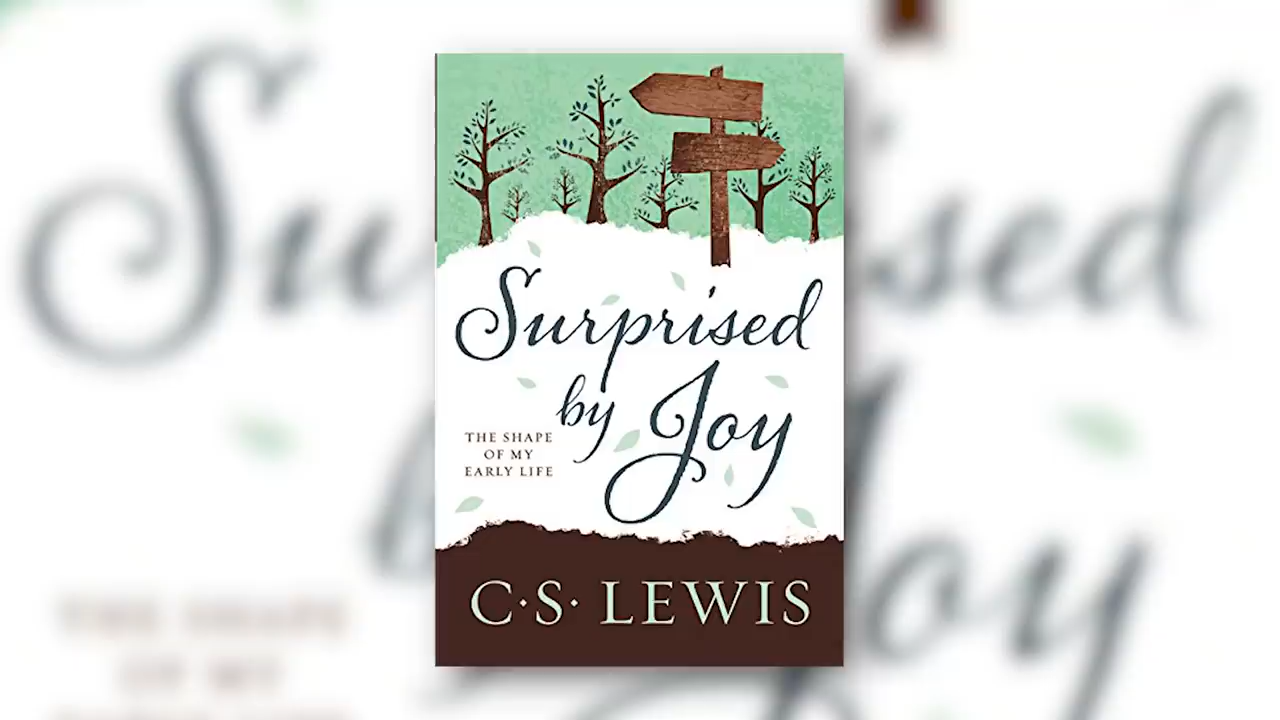 Surprised
by Joy
THE SHAPE
OF MY
EARLY LIFE
C·S· LEWIS